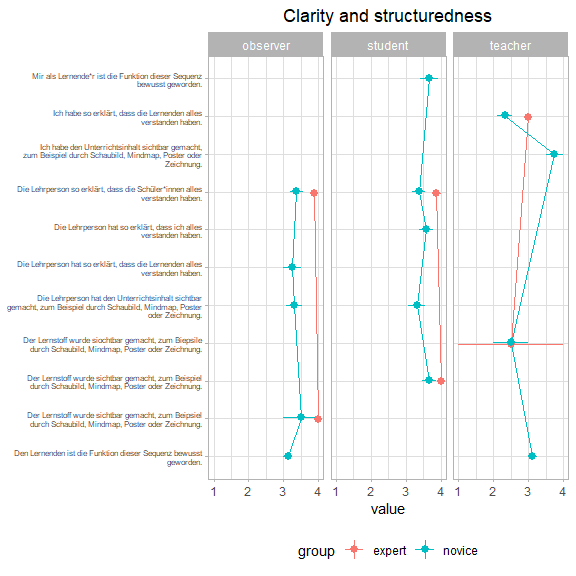 Clarity and structuredness
observer
student
teacher
Mir als Lernende*r ist die Funktion dieser Sequenz
bewusst geworden.
Ich habe so erklärt, dass die Lernenden alles
verstanden haben.
Ich habe den Unterrichtsinhalt sichtbar gemacht,
zum Beispiel durch Schaubild, Mindmap, Poster oder
Zeichnung.
Die Lehrperson so erklärt, dass die Schüler*innen alles
verstanden haben.
Die Lehrperson hat so erklärt, dass ich alles
verstanden haben.
Die Lehrperson hat so erklärt, dass die Lernenden alles
verstanden haben.
Die Lehrperson hat den Unterrichtsinhalt sichtbar
gemacht, zum Beispiel durch Schaubild, Mindmap, Poster
oder Zeichnung.
Der Lernstoff wurde siochtbar gemacht, zum Biepsile
durch Schaubild, Mindmap, Poster oder Zeichnung.
Der Lernstoff wurde sichtbar gemacht, zum Beispiel
durch Schaubild, Mindmap, Poster oder Zeichnung.
Der Lernstoff wurde sichtbar gemacht, zum Beipsiel
durch Schaubild, Mindmap, Poster oder Zeichnung.
Den Lernenden ist die Funktion dieser Sequenz bewusst
geworden.
1 2 3 4 1 2 3 4 1 2 3 4
value
group expert novice